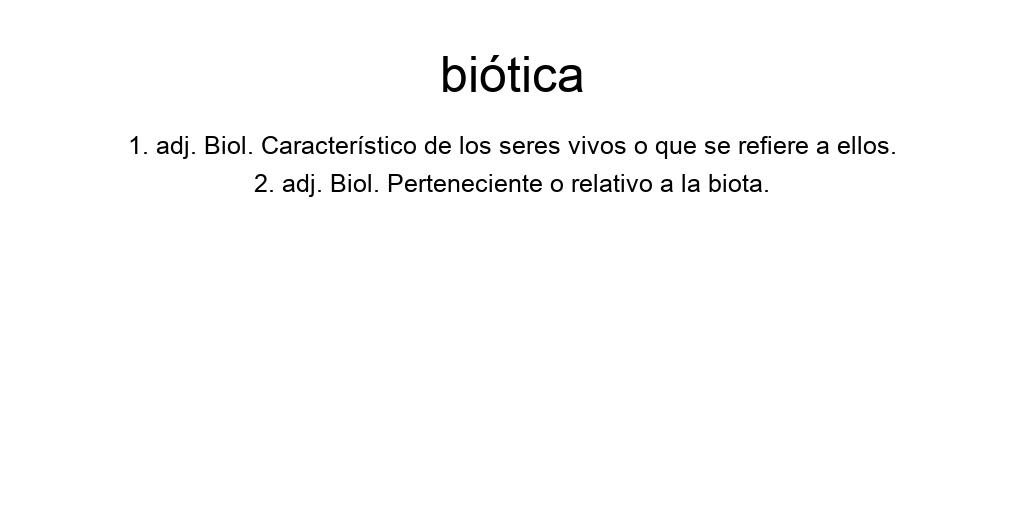 biótica
1. adj. Biol. Característico de los seres vivos o que se refiere a ellos.
2. adj. Biol. Perteneciente o relativo a la biota.